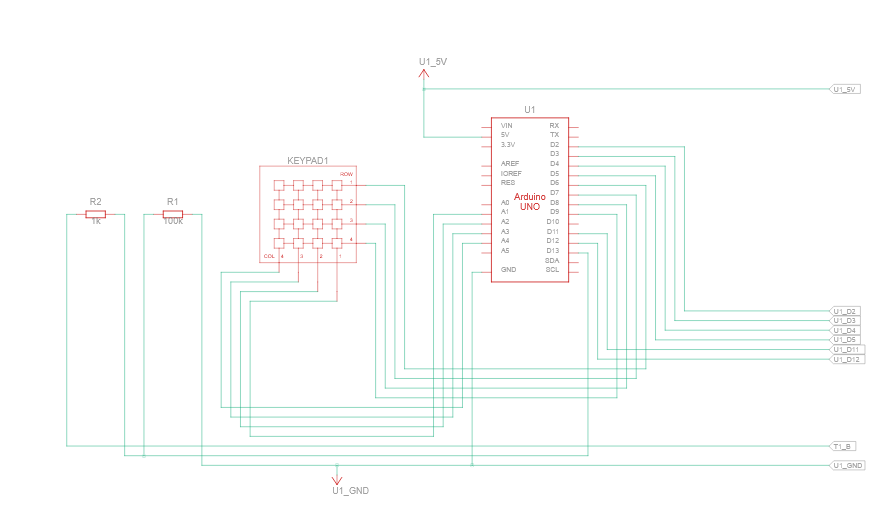 U1_5V
U1_5V
U1
VIN
RX
5V
TX
3.3V
D2
D3
AREF
D4
IOREF
D5
RES
D6
D7
Arduino
UNO
A0
D8
A1
D9
A2
D10
A3
D11
A4
D12
A5
D13
SDA
GND
SCL
KEYPAD1
ROW
1
2
3
4
COL
4
3
2
1
R2
1k
R1
100k
U1_D2
U1_D3
U1_D4
U1_D5
U1_D11
U1_D12
T1_B
U1_GND
U1_GND